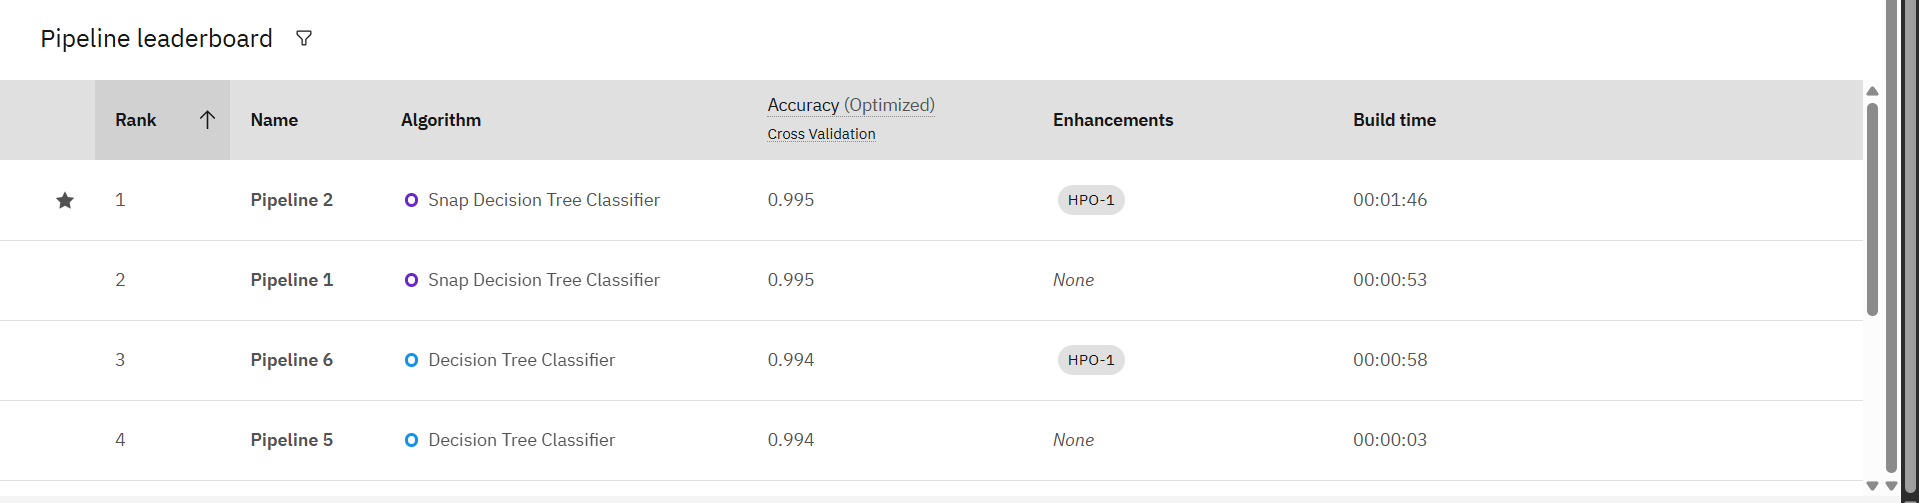 Pipeline leaderboard
Rank Name Algorithm Accuracy (Optimized) Enhancements Build time
Cross Validation
1 Pipeline 2 Snap Decision Tree Classifier 0.995 HPO-1 00:01:46
2 Pipeline 1 Snap Decision Tree Classifier 0.995 None 00:00:53
3 Pipeline 6 Decision Tree Classifier 0.994 HPO-1 00:00:58
4 Pipeline 5 Decision Tree Classifier 0.994 None 00:00:03